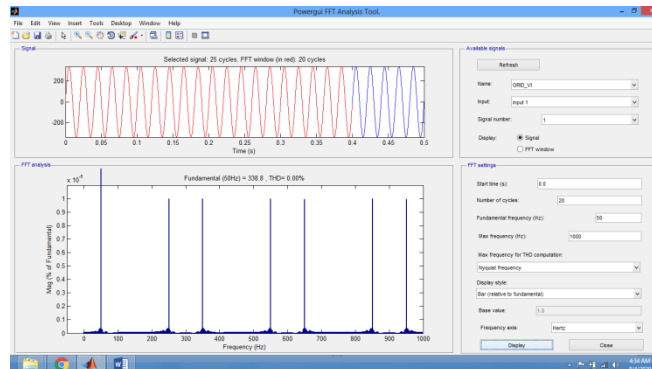 Powergui FFT Analysis Tool.
File Edit View Insert Tools Desktop Window Help
Signal
Selected signal: 25 cycles. FFT window (in red): 20 cycles
200
0
-200
0 0.05 0.1 0.15 0.2 0.25 0.3 0.35 0.4 0.45 0.5
Time (s)
FFT analysis
Fundamental (50Hz) = 338.8 , THD= 0.00%
1
0.9
0.8
0.7
0.6
0.5
0.4
0.3
0.2
0.1
0
Mag (% of Fundamental)
0 100 200 300 400 500 600 700 800 900 1000
Frequency (Hz)
Available signals
Refresh
Name: GRID_VI
Input: input 1
Signal number: 1
Display: Signal
FFT window
FFT settings
Start time (s): 0.0
Number of cycles: 20
Fundamental frequency (Hz): 50
Max frequency (Hz): 1000
Max frequency for THD computation:
Nyquist frequency
Display style:
Bar (relative to fundamental)
Base value: 1.0
Frequency axis: Hertz
Display Close
4:34 AM